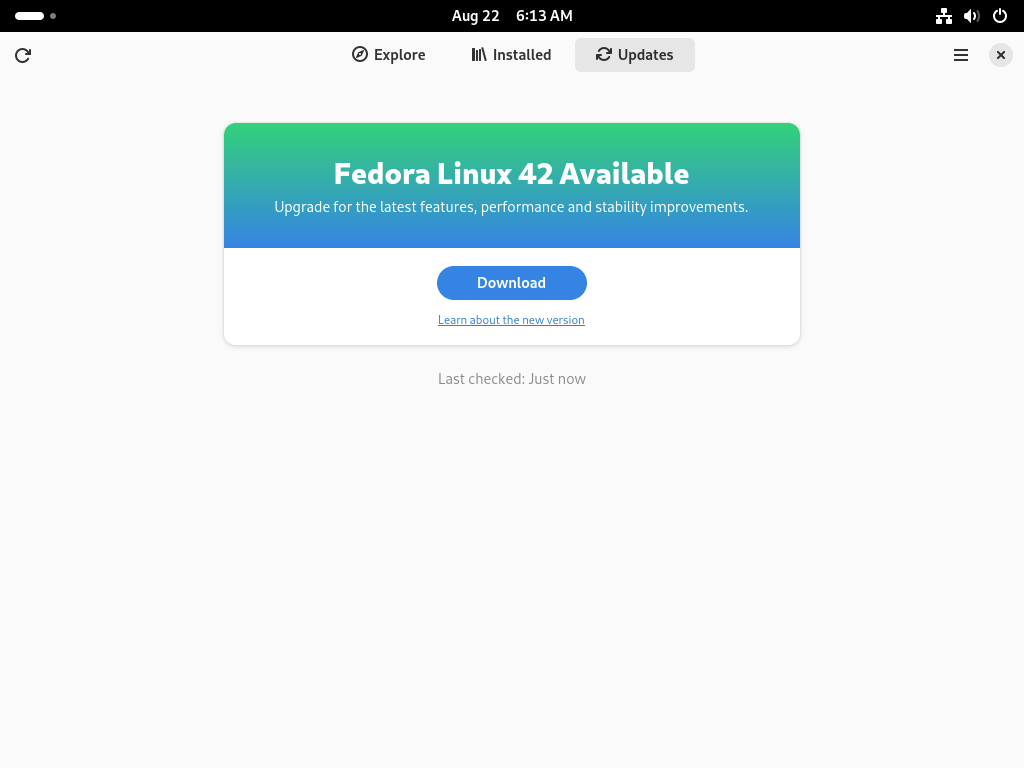 Aug 22 6:13 AM
Explore Installed Updates
Fedora Linux 42 Available
Upgrade for the latest features, performance and stability improvements.
Download
Learn about the new version
Last checked: Just now